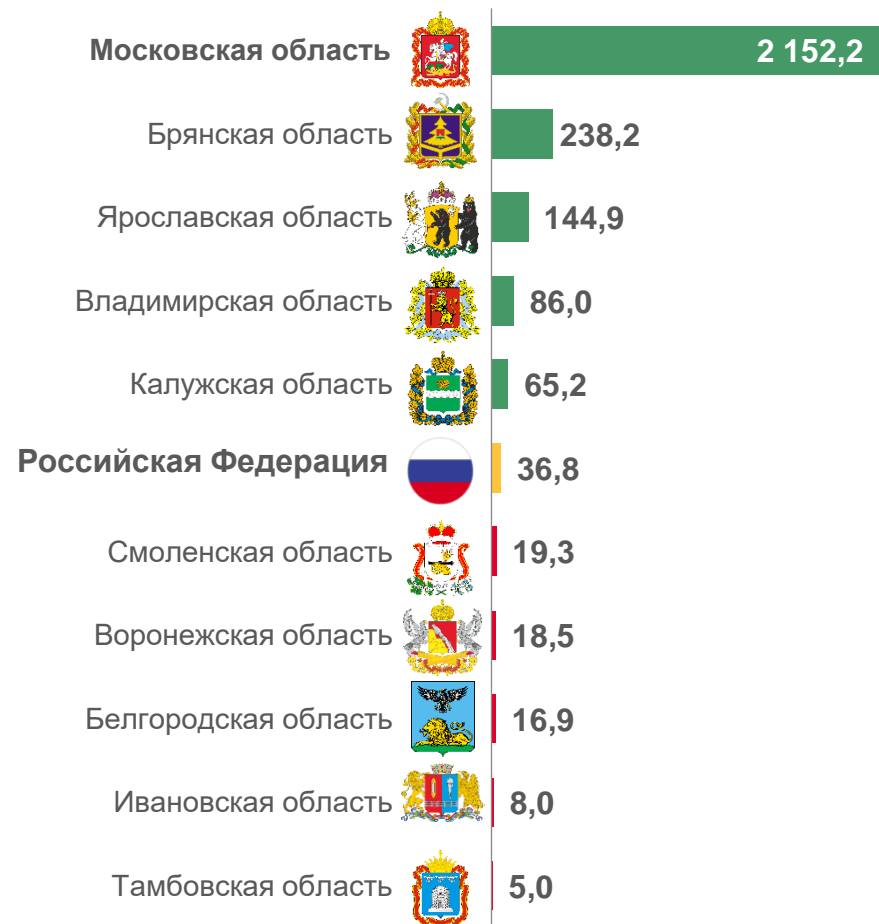 Московская область 2 152,2
Брянская область 238,2
Ярославская область 144,9
Владимирская область 86,0
Калужская область 65,2
Российская Федерация 36,8
Смоленская область 19,3
Воронежская область 18,5
Белгородская область 16,9
Ивановская область 8,0
Тамбовская область 5,0